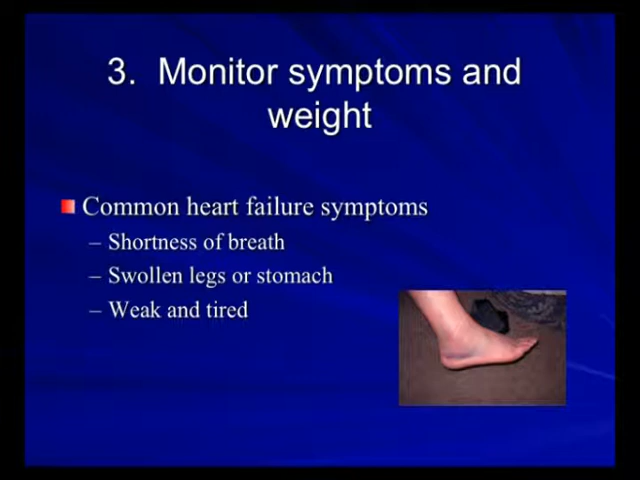 3. Monitor symptoms and
weight
Common heart failure symptoms
– Shortness of breath
– Swollen legs or stomach
– Weak and tired